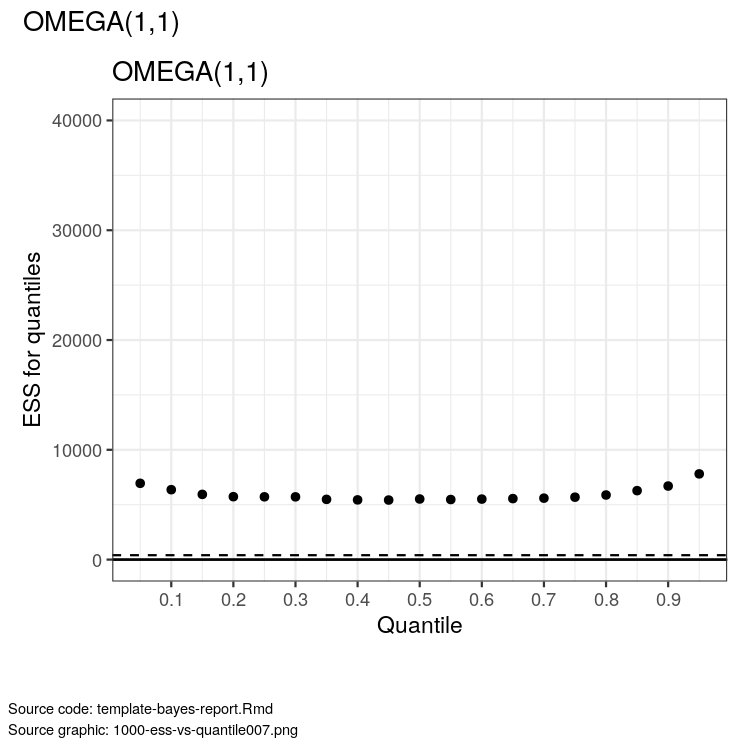 OMEGA(1,1)
OMEGA(1,1)
ESS for quantiles
40000
30000
20000
10000
0
0.1 0.2 0.3 0.4 0.5 0.6 0.7 0.8 0.9
Quantile
Source code: template-bayes-report.Rmd
Source graphic: 1000-ess-vs-quantile007.png